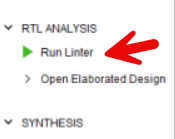 RTL ANALYSIS
Run Linter
Open Elaborated Design
SYNTHESIS